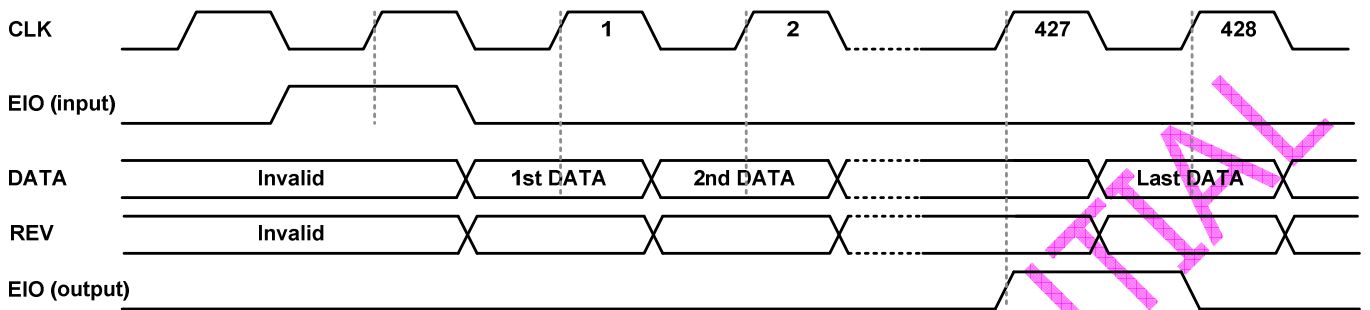 CLK 1 2 427 428
EIO (input)
DATA Invalid 1st DATA 2nd DATA Last DATA
REV Invalid
EIO (output)
TIAL